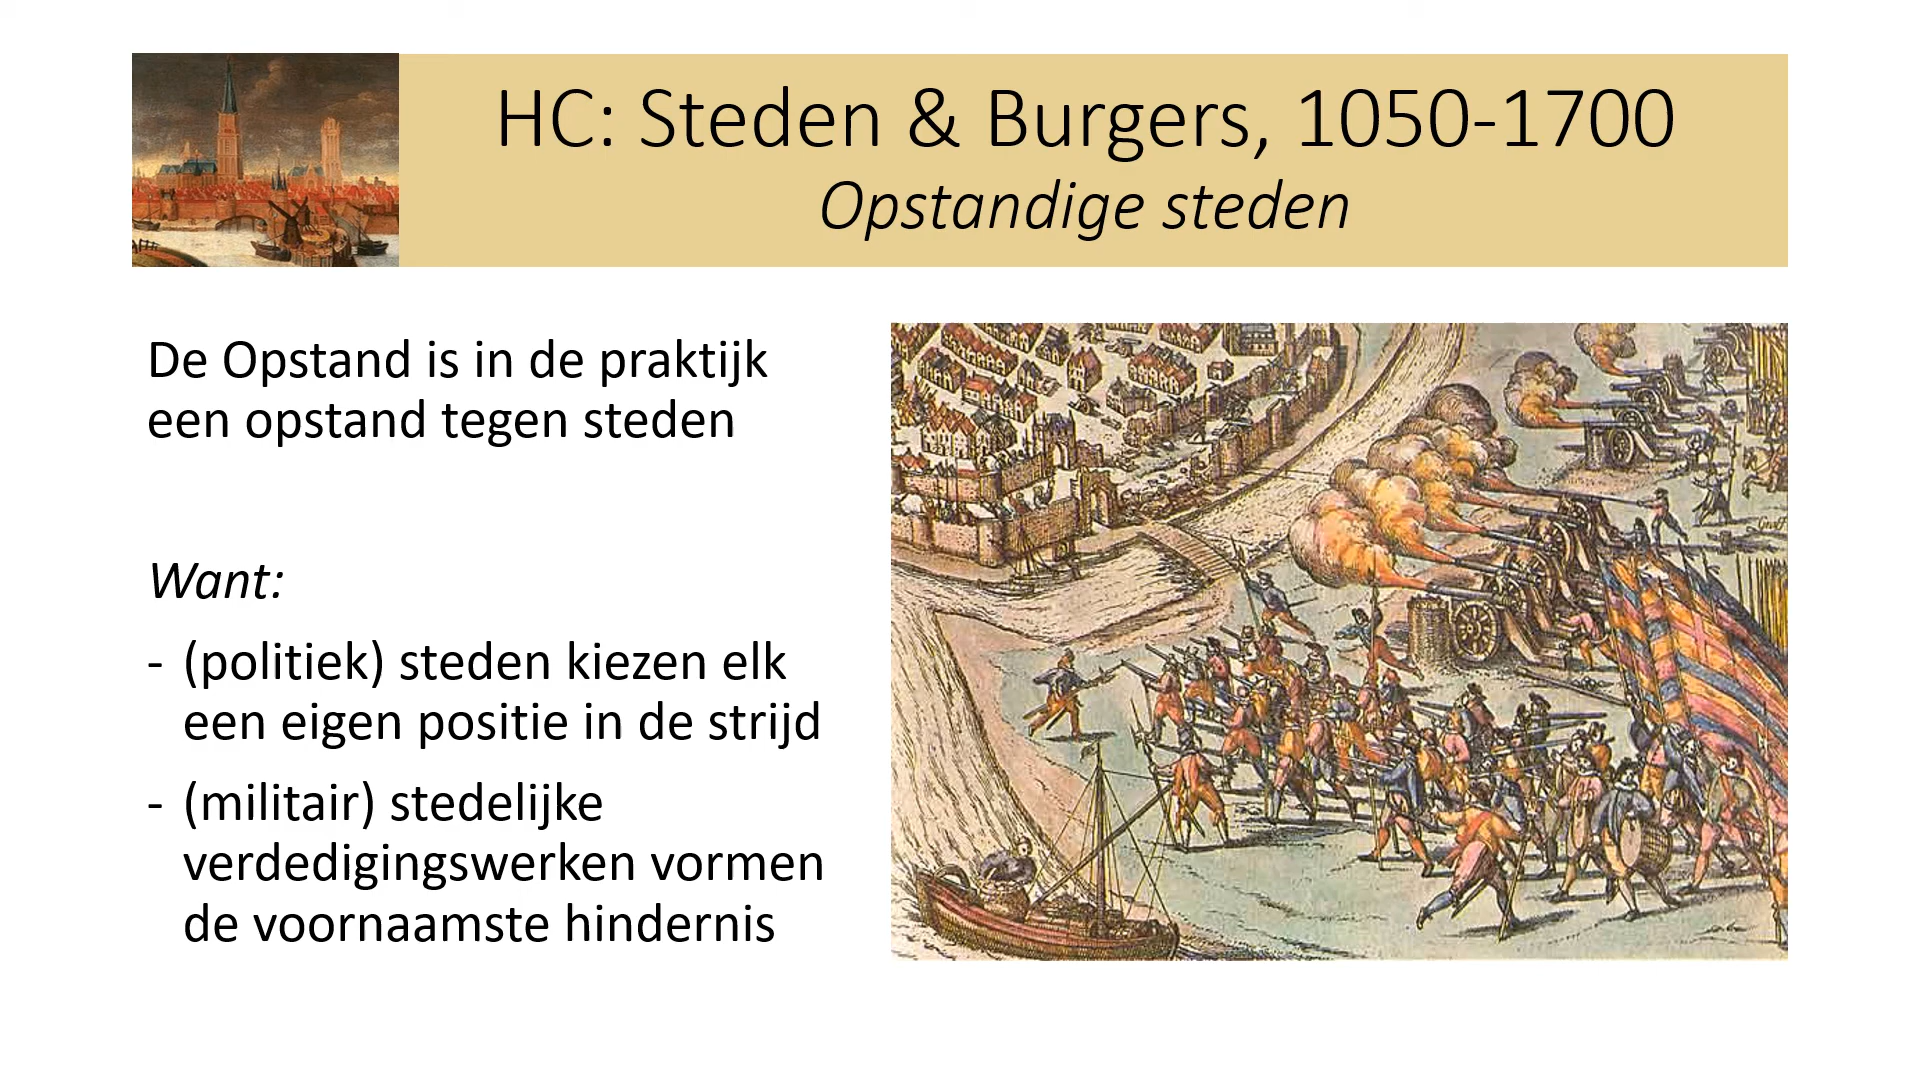 HC: Steden & Burgers, 1050-1700
Opstandige steden
De Opstand is in de praktijk
een opstand tegen steden
Want:
- (politiek) steden kiezen elk
een eigen positie in de strijd
- (militair) stedelijke
verdedigingswerken vormen
de voornaamste hindernis